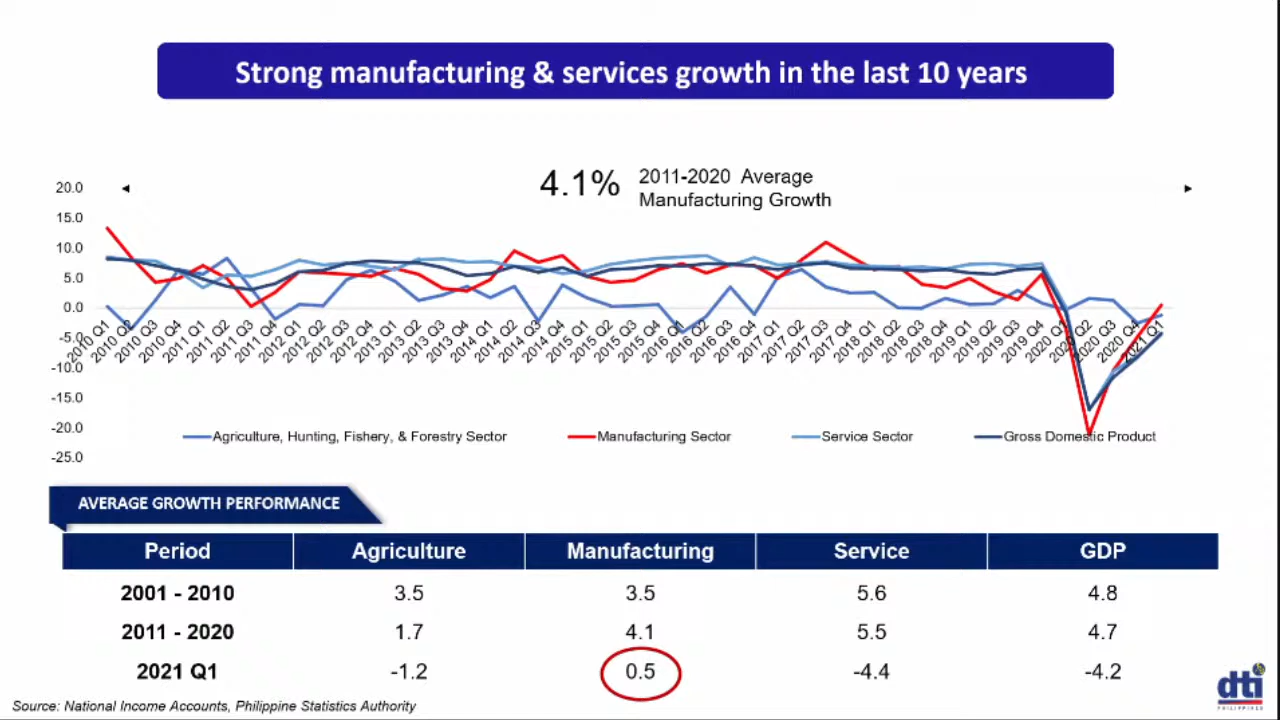 Strong manufacturing & services growth in the last 10 years
4.1%
2011-2020 Average
Manufacturing Growth
20.0
15.0
10.0
5.0
0.0
-5.0
-10.0
-15.0
-20.0
-25.0
2010 Q1
2010 Q2
2010 Q3
2010 Q4
2011 Q1
2011 Q2
2011 Q3
2011 Q4
2012 Q1
2012 Q2
2012 Q3
2012 Q4
2013 Q1
2013 Q2
2013 Q3
2013 Q4
2014 Q1
2014 Q2
2014 Q3
2014 Q4
2015 Q1
2015 Q2
2015 Q3
2015 Q4
2016 Q1
2016 Q2
2016 Q3
2016 Q4
2017 Q1
2017 Q2
2017 Q3
2017 Q4
2018 Q1
2018 Q2
2018 Q3
2018 Q4
2019 Q1
2019 Q2
2019 Q3
2019 Q4
2020 Q1
2020 Q2
2020 Q3
2020 Q4
2021 Q1
Agriculture, Hunting, Fishery, & Forestry Sector
Manufacturing Sector
Service Sector
Gross Domestic Product
AVERAGE GROWTH PERFORMANCE
Period Agriculture Manufacturing Service GDP
2001 - 2010 3.5 3.5 5.6 4.8
2011 - 2020 1.7 4.1 5.5 4.7
2021 Q1 -1.2 0.5 -4.4 -4.2
dti
PHILIPPINES
Source: National Income Accounts, Philippine Statistics Authority